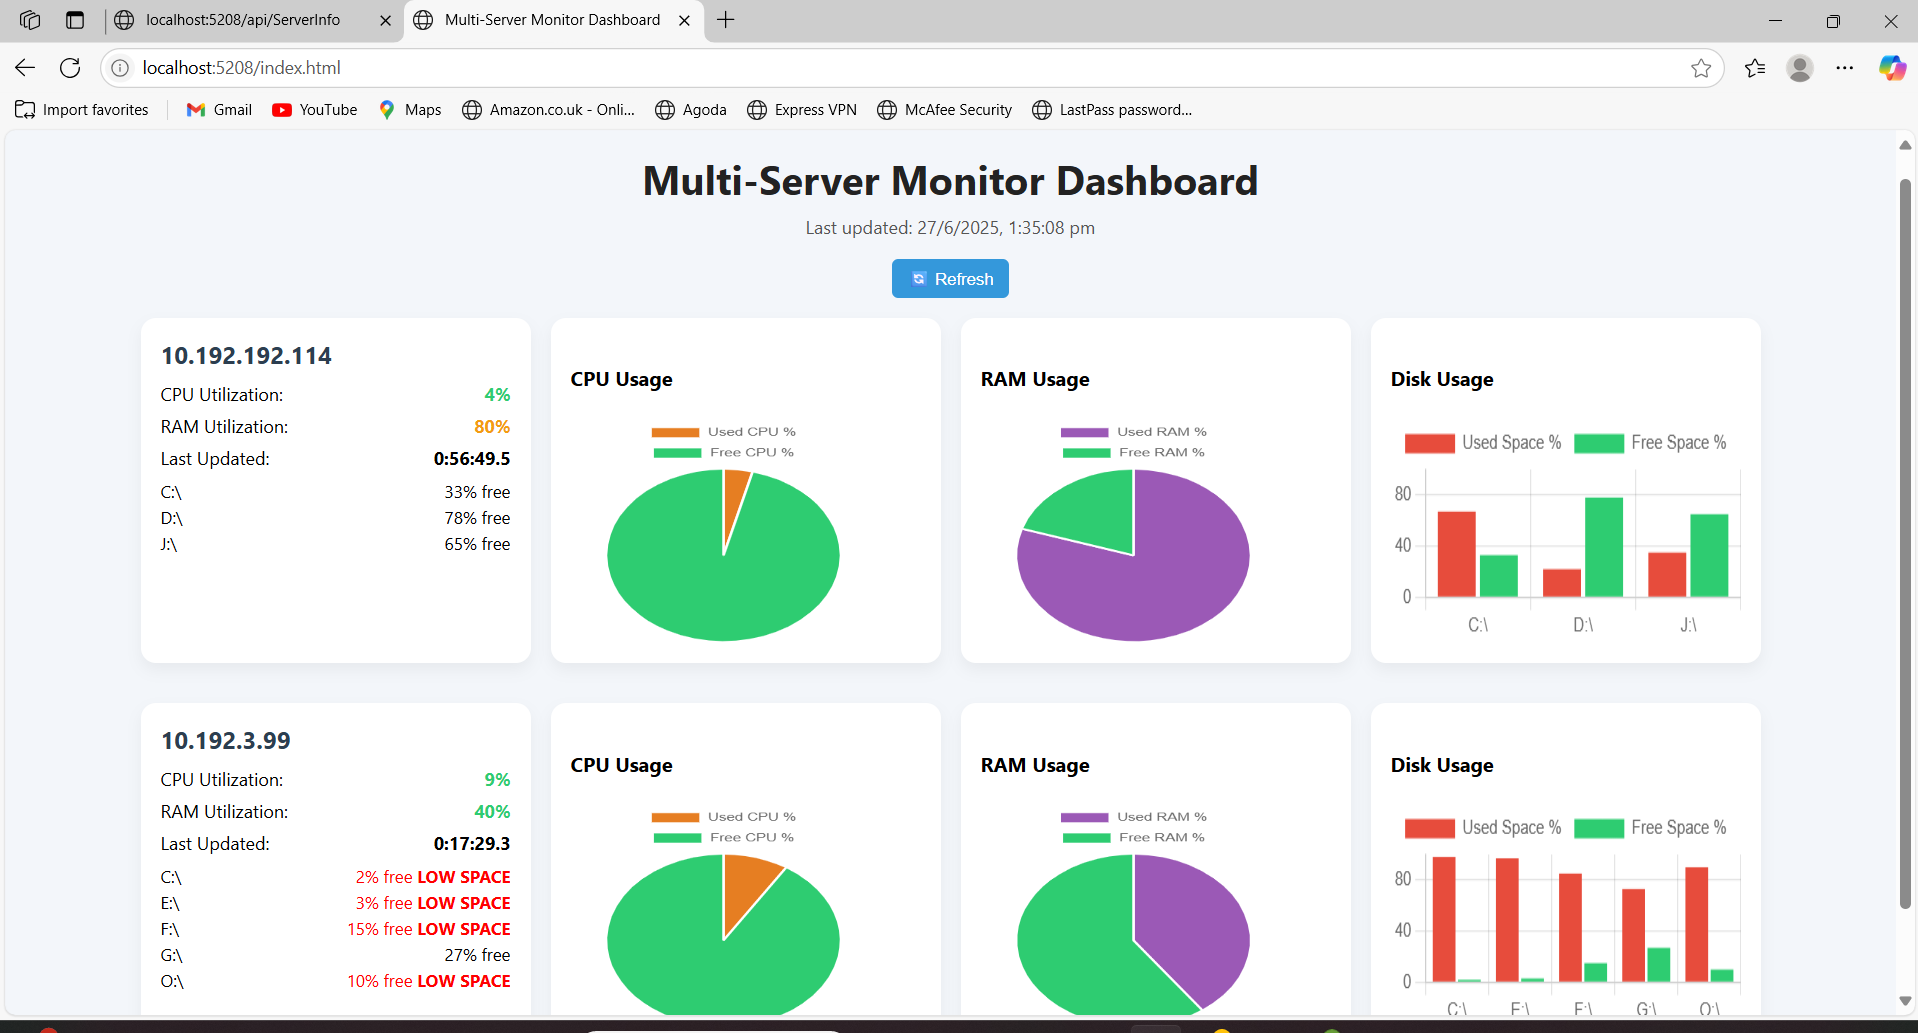 localhost:5208/api/ServerInfo
Multi-Server Monitor Dashboard
localhost:5208/index.html
Import favorites
Gmail
YouTube
Maps
Amazon.co.uk - Onli...
Agoda
Express VPN
McAfee Security
LastPass password...
Multi-Server Monitor Dashboard
Last updated: 27/6/2025, 1:35:08 pm
Refresh
10.192.192.114
CPU Utilization: 4%
RAM Utilization: 80%
Last Updated: 0:56:49.5
C:\ 33% free
D:\ 78% free
J:\ 65% free
CPU Usage
Used CPU %
Free CPU %
RAM Usage
Used RAM %
Free RAM %
Disk Usage
Used Space % Free Space %
80
40
0
C:\ D:\ J:\
10.192.3.99
CPU Utilization: 9%
RAM Utilization: 40%
Last Updated: 0:17:29.3
C:\ 2% free LOW SPACE
E:\ 3% free LOW SPACE
F:\ 15% free LOW SPACE
G:\ 27% free
O:\ 10% free LOW SPACE
CPU Usage
Used CPU %
Free CPU %
RAM Usage
Used RAM %
Free RAM %
Disk Usage
Used Space % Free Space %
80
40
0
C:\ E:\ F:\ G:\ O:\